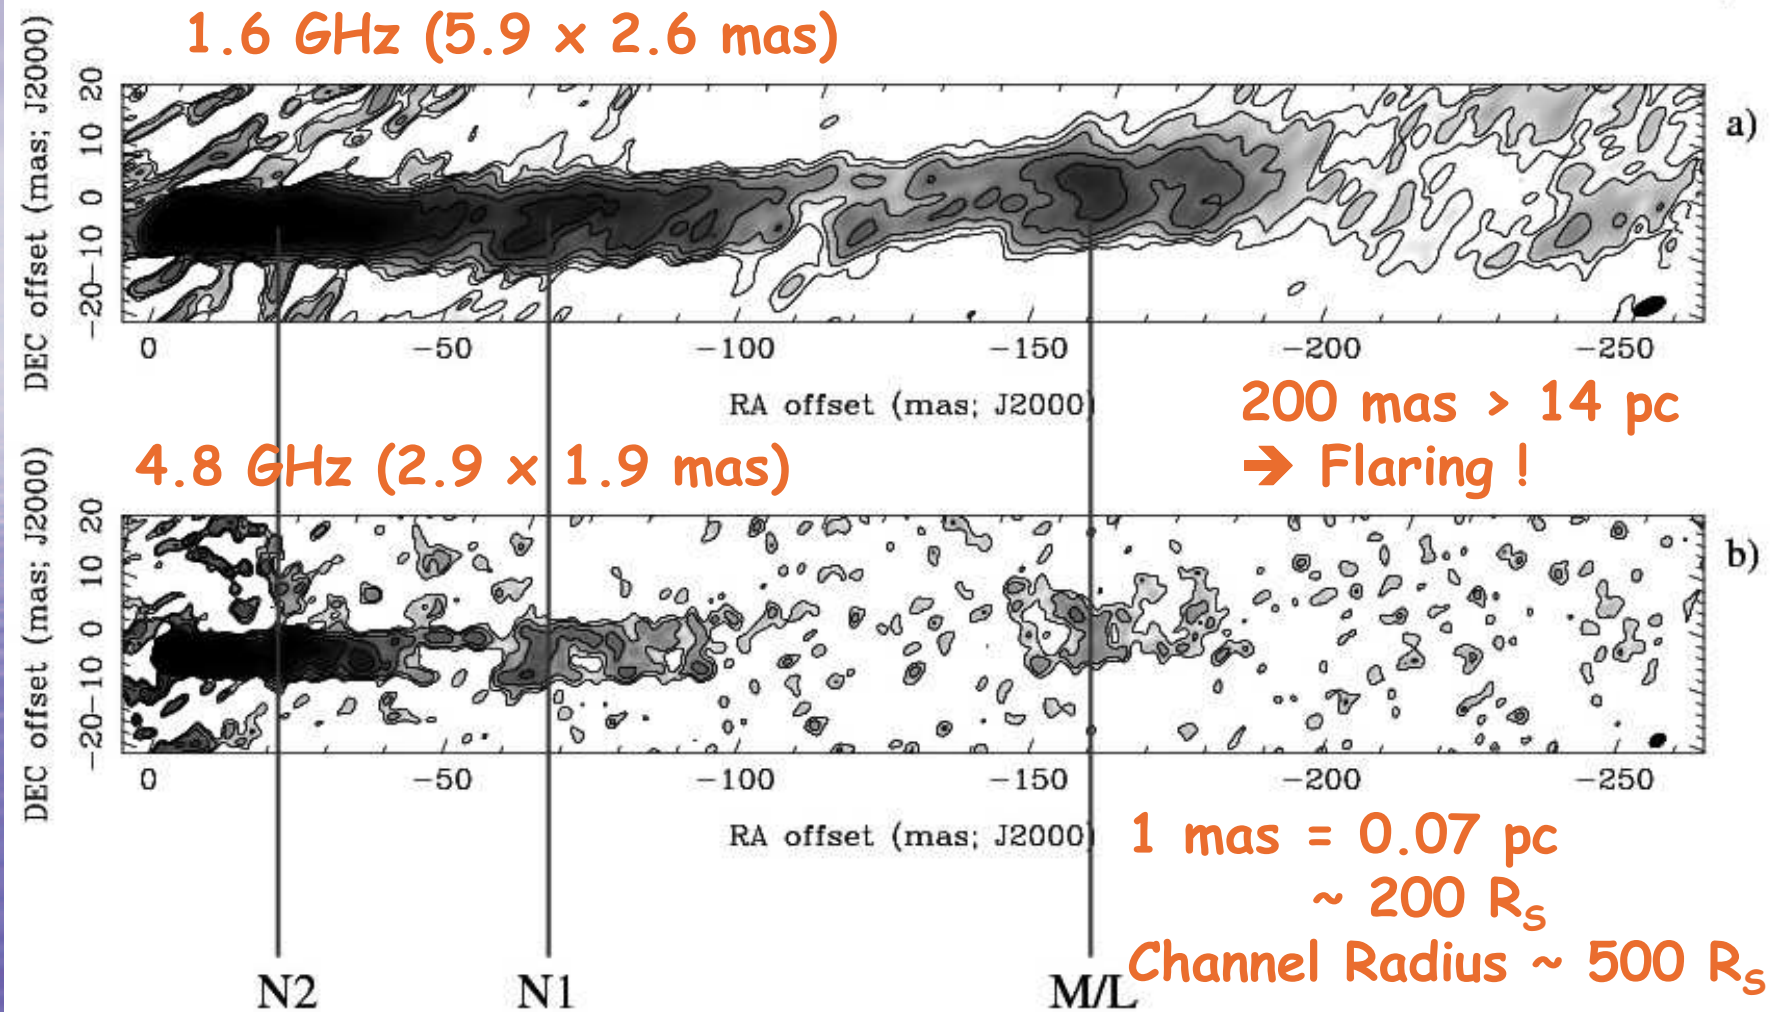 1.6 GHz (5.9 x 2.6 mas)
DEC offset (mas; J2000)
20
10
0
−10
−20
a)
0 −50 −100 −150 −200 −250
RA offset (mas; J2000)
200 mas > 14 pc
➔ Flaring !
4.8 GHz (2.9 x 1.9 mas)
DEC offset (mas; J2000)
20
10
0
−10
−20
b)
0 −50 −100 −150 −200 −250
RA offset (mas; J2000)
1 mas = 0.07 pc
~ 200 RS
Channel Radius ~ 500 RS
N2 N1 M/L